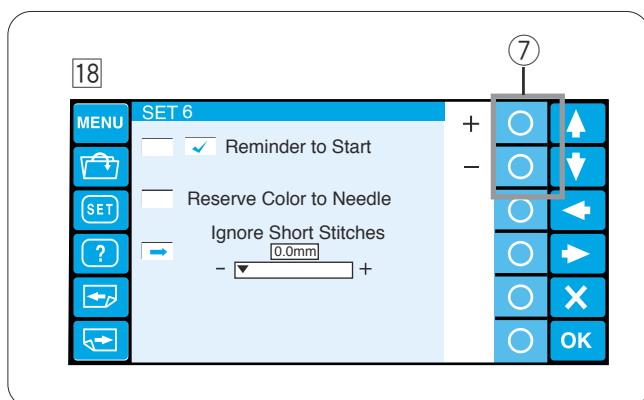 ⑦
18
MENU
SET 6
+
✓ Reminder to Start
−
Reserve Color to Needle
SET
Ignore Short Stitches
?
0.0mm
− +
X
OK